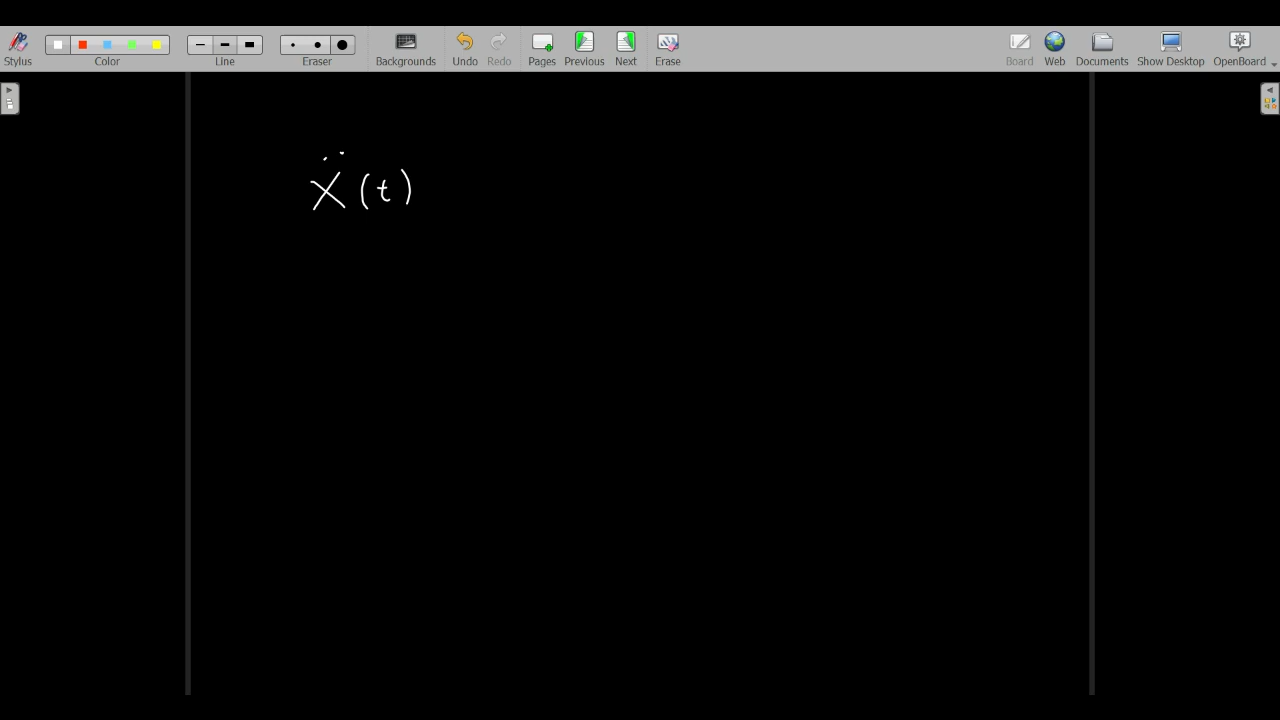 Stylus Color Line Eraser Backgrounds Undo Redo Pages Previous Next Erase Board Web Documents Show Desktop OpenBoard
Ẍ(t)